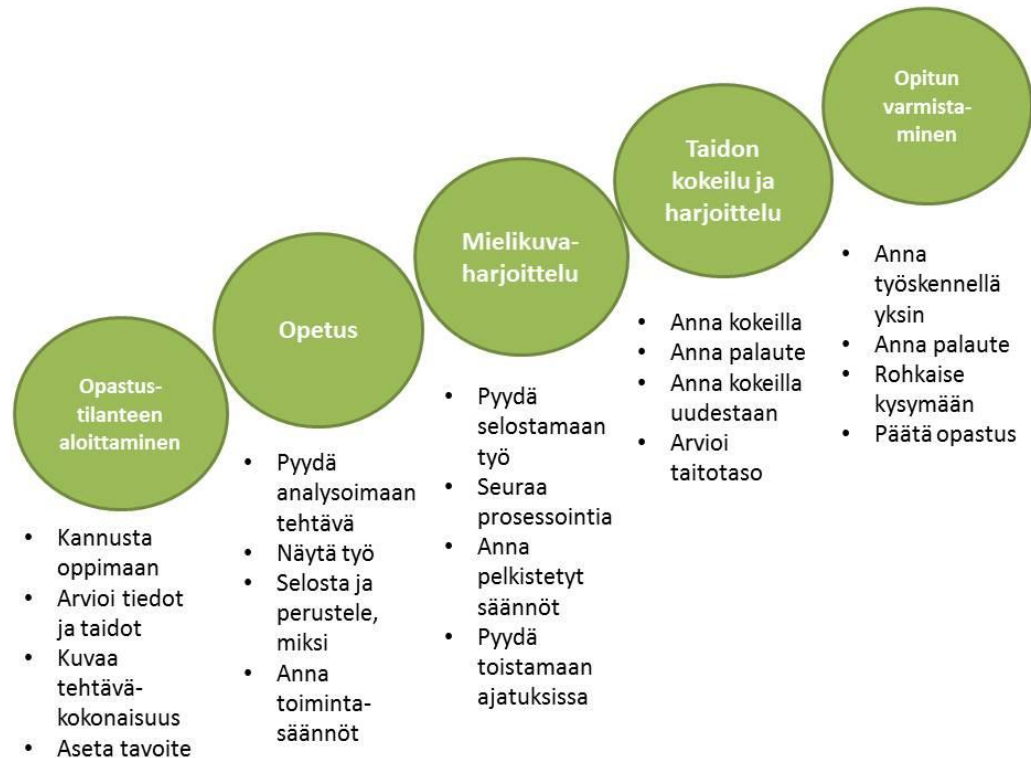 Opastus-
tilanteen
aloittaminen
• Kannusta
oppimaan
• Arvioi tiedot
ja taidot
• Kuvaa
tehtävä-
kokonaisuus
• Aseta tavoite
Opetus
• Pyydä
analysoimaan
tehtävä
• Näytä työ
• Selosta ja
perustele,
miksi
• Anna
toiminta-
säännöt
Mielikuva-
harjoittelu
• Pyydä
selostamaan
työ
• Seuraa
prosessointia
• Anna
pelkistetyt
säännöt
• Pyydä
toistamaan
ajatuksissa
Taidon
kokeilu ja
harjoittelu
• Anna kokeilla
• Anna palaute
• Anna kokeilla
uudestaan
• Arvioi
taitotaso
Opitun
varmista-
minen
• Anna
työskennellä
yksin
• Anna palaute
• Rohkaise
kysymään
• Päätä opastus